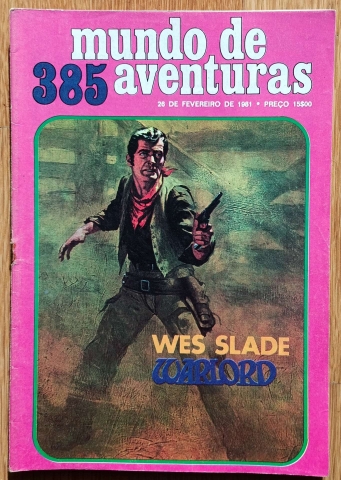 mundo de
385 aventuras
26 DE FEVEREIRO DE 1981 • PREÇO 15$00
WES SLADE
WARLORD